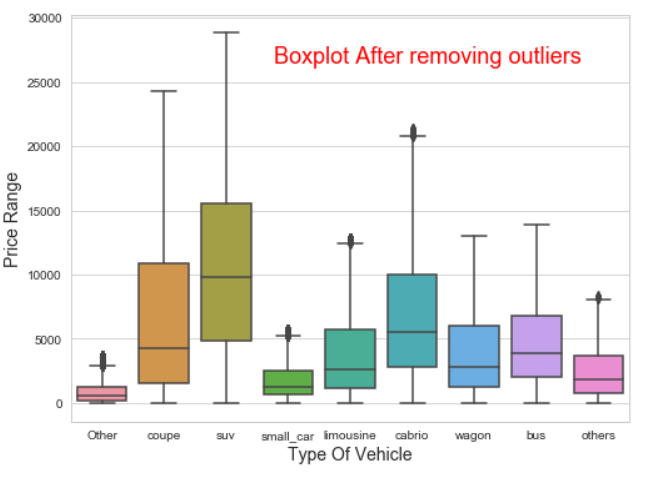 30000
Boxplot After removing outliers
25000
20000
15000
10000
5000
0
Price Range
Other coupe suv small_car limousine cabrio wagon bus others
Type Of Vehicle